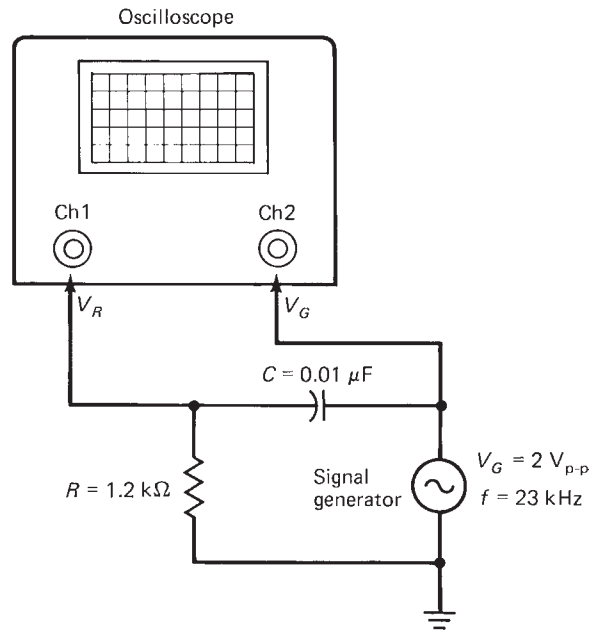 Oscilloscope
Ch1
Ch2
V_R
V_G
C = 0.01 μF
R = 1.2 kΩ
Signal
generator
V_G = 2 V_p-p
f = 23 kHz